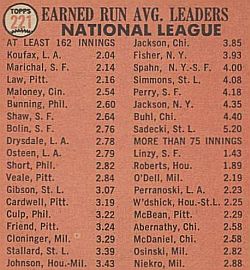 TOPPS
221
EARNED RUN AVG. LEADERS
NATIONAL LEAGUE
AT LEAST 162 INNINGS
Koufax, L. A. 2.04
Marichal, S. F. 2.14
Law, Pitt. 2.16
Maloney, Cin. 2.54
Bunning, Phil. 2.60
Shaw, S. F. 2.64
Bolin, S. F. 2.76
Drysdale, L. A. 2.78
Osteen, L. A. 2.79
Short, Phil. 2.82
Veale, Pitt. 2.84
Gibson, St. L. 3.07
Cardwell, Pitt. 3.19
Culp, Phil. 3.22
Friend, Pitt. 3.24
Cloninger, Mil. 3.29
Stallard, St. L. 3.39
Johnson, Hou.-Mil. 3.43
Jackson, Chi. 3.85
Fisher, N. Y. 3.93
Spahn, N. Y.-S. F. 4.00
Simmons, St. L. 4.08
Perry, S. F. 4.18
Jackson, N. Y. 4.35
Buhl, Chi. 4.40
Sadecki, St. L. 5.20
MORE THAN 75 INNINGS
Linzy, S. F. 1.43
Roberts, Hou. 1.89
O'Dell, Mil. 2.19
Perranoski, L. A. 2.23
W'dshick, Hou.-St. L. 2.25
McBean, Pitt. 2.29
Abernathy, Chi. 2.58
McDaniel, Chi. 2.58
Osinski, Mil. 2.82
Niekro, Mil. 2.88